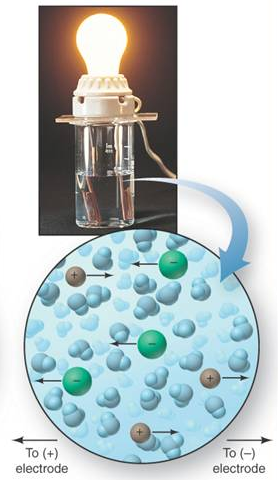 +
−
−
−
+
+
To (+)
electrode
To (−)
electrode